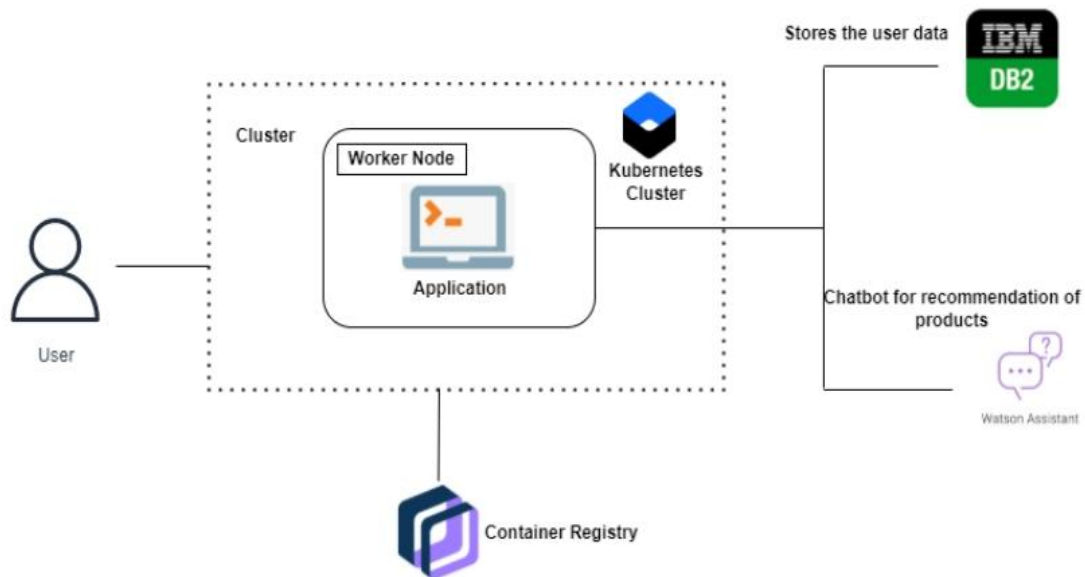 Stores the user data
IBM
DB2
Cluster
Worker Node
Kubernetes
Cluster
Application
User
Chatbot for recommendation of
products
Watson Assistant
Container Registry